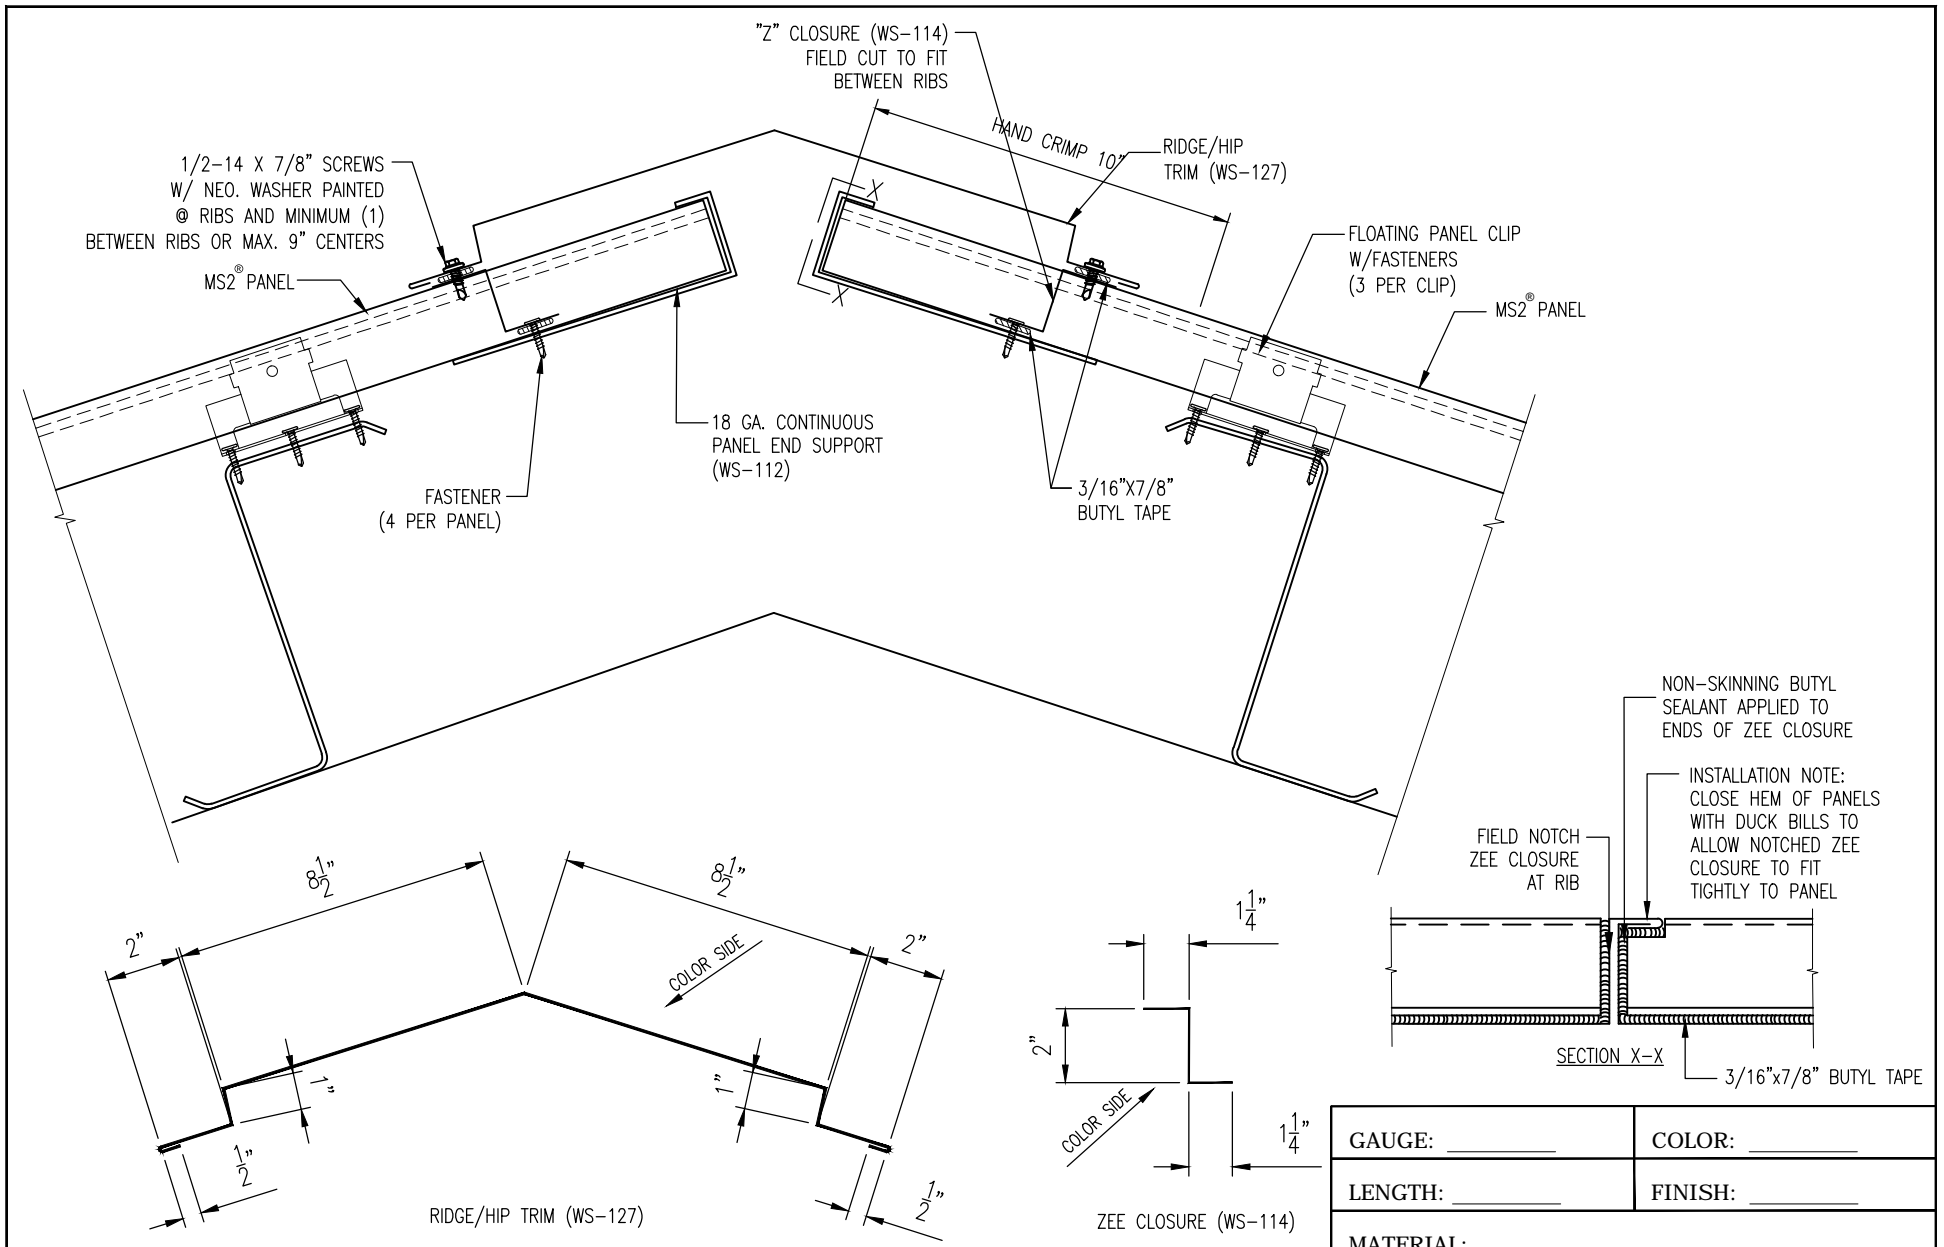 "Z" CLOSURE (WS-114)
FIELD CUT TO FIT
BETWEEN RIBS
HAND CRIMP 10"
RIDGE/HIP
TRIM (WS-127)
1/2-14 X 7/8" SCREWS
W/ NEO. WASHER PAINTED
@ RIBS AND MINIMUM (1)
BETWEEN RIBS OR MAX. 9" CENTERS
MS2® PANEL
X
X
FLOATING PANEL CLIP
W/FASTENERS
(3 PER CLIP)
MS2® PANEL
18 GA. CONTINUOUS
PANEL END SUPPORT
(WS-112)
FASTENER
(4 PER PANEL)
3/16"X7/8"
BUTYL TAPE
NON-SKINNING BUTYL
SEALANT APPLIED TO
ENDS OF ZEE CLOSURE
INSTALLATION NOTE:
CLOSE HEM OF PANELS
WITH DUCK BILLS TO
ALLOW NOTCHED ZEE
CLOSURE TO FIT
TIGHTLY TO PANEL
FIELD NOTCH
ZEE CLOSURE
AT RIB
SECTION X-X
3/16"x7/8" BUTYL TAPE
2"
8 1/2"
8 1/2"
2"
COLOR SIDE
1"
1"
1/2"
1/2"
RIDGE/HIP TRIM (WS-127)
1 1/4"
2"
COLOR SIDE
1 1/4"
ZEE CLOSURE (WS-114)
GAUGE: COLOR:
LENGTH: FINISH:
MATERIAL: